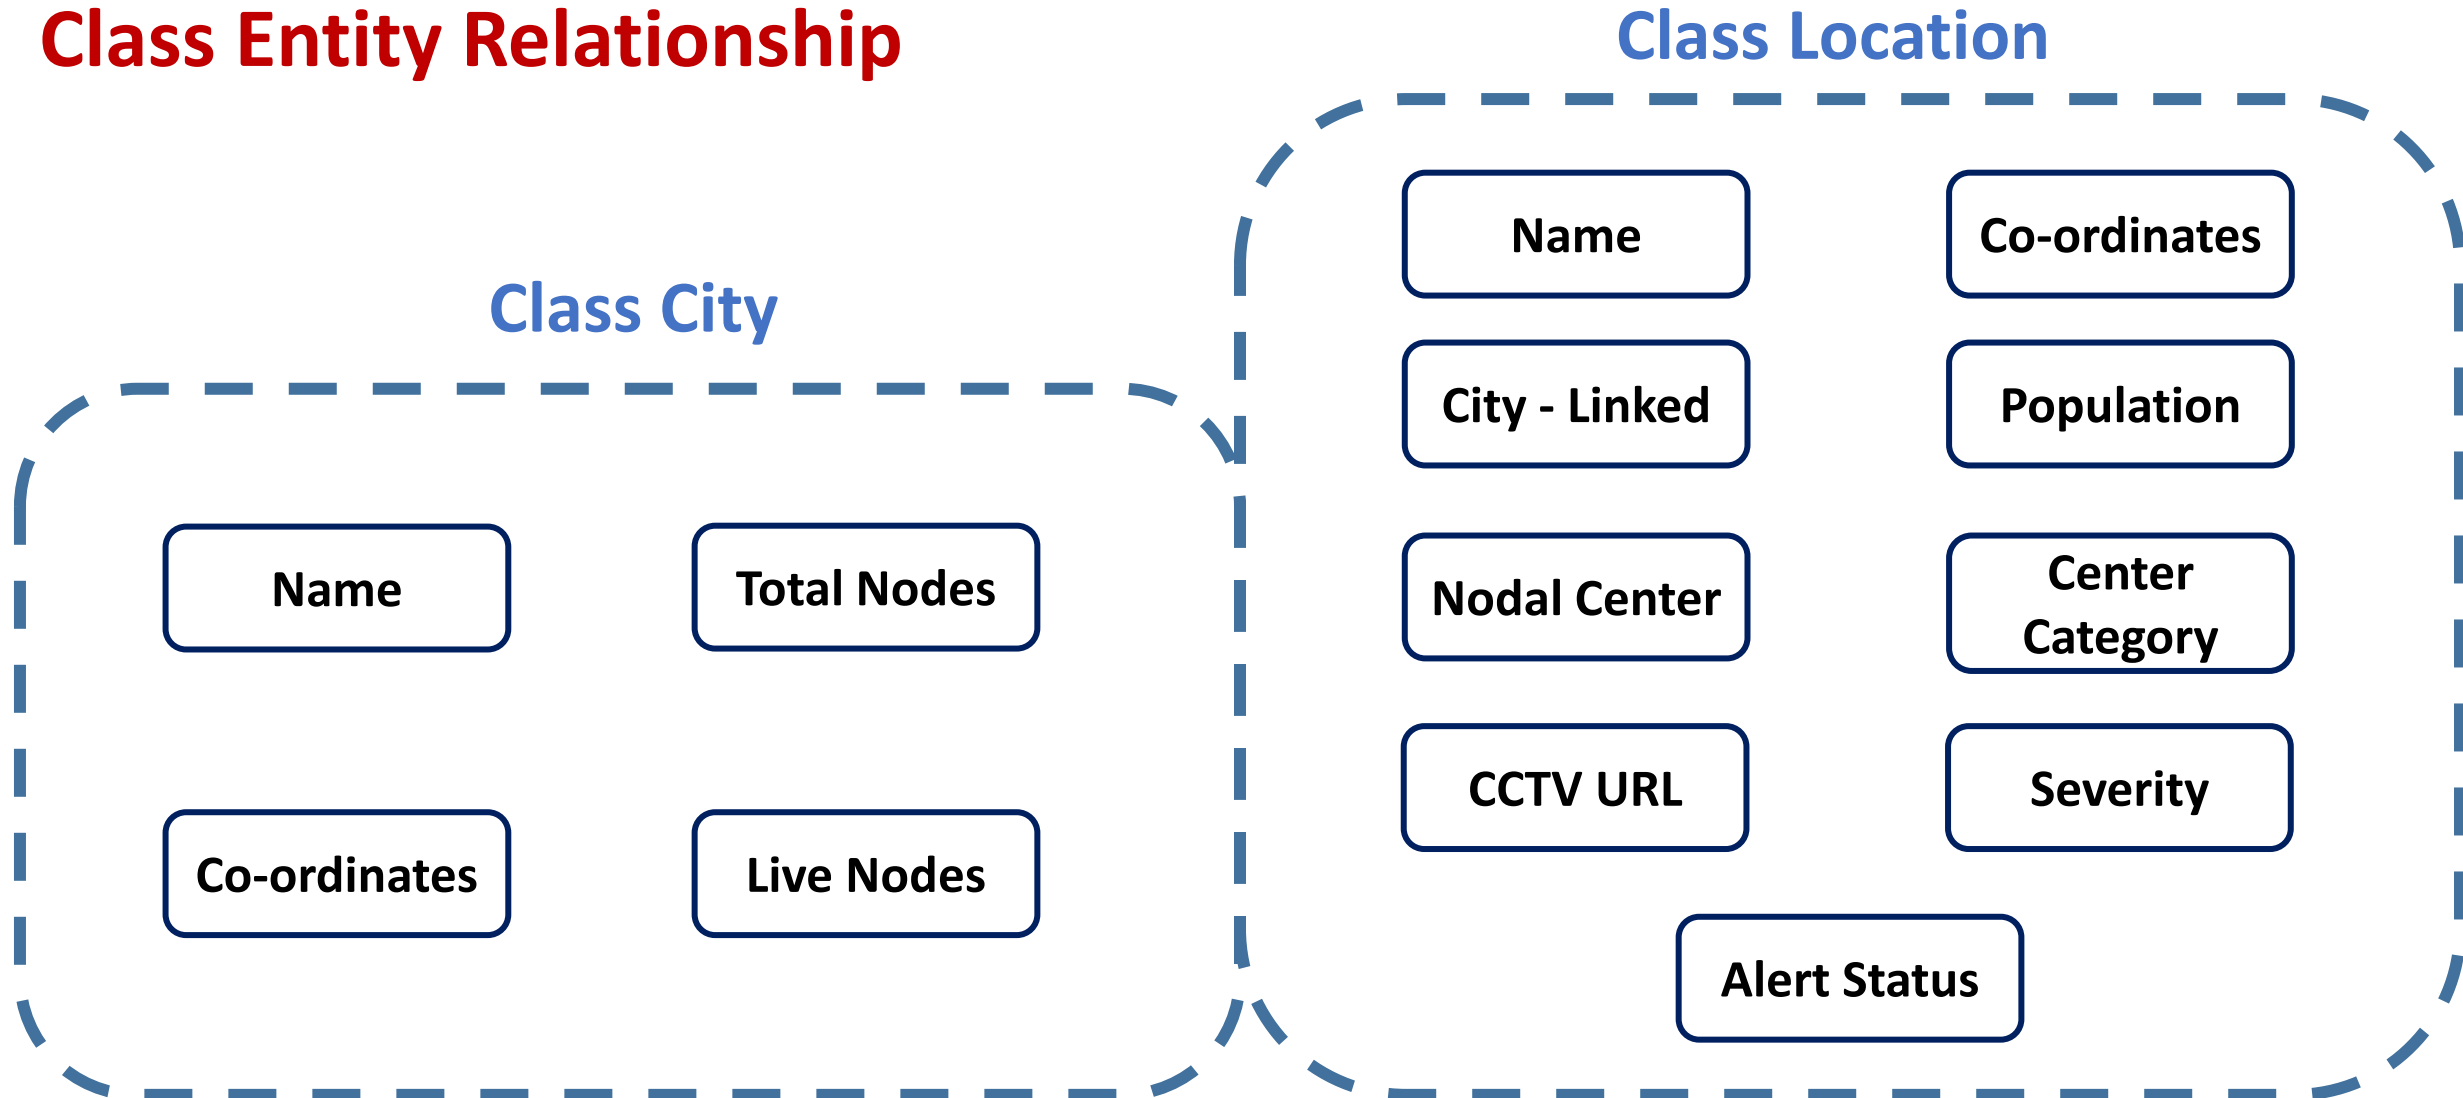 Class Entity Relationship
Class City
Name
Total Nodes
Co-ordinates
Live Nodes
Class Location
Name
Co-ordinates
City - Linked
Population
Nodal Center
Center
Category
CCTV URL
Severity
Alert Status